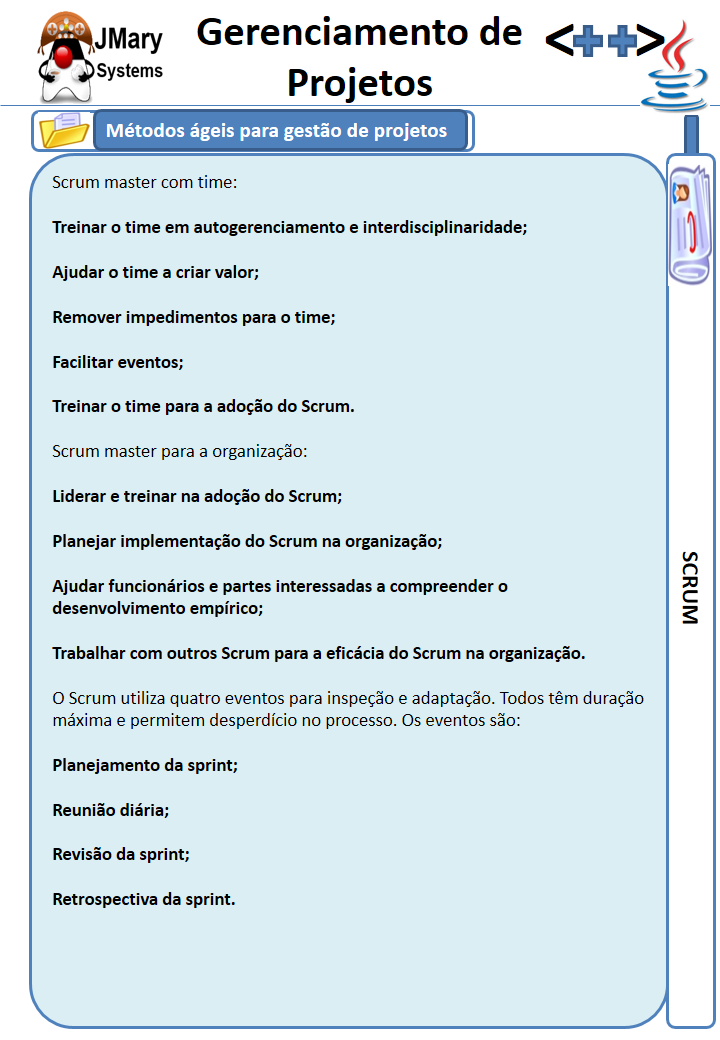 JMary
Systems
Gerenciamento de
Projetos
<++>
Métodos ágeis para gestão de projetos
Scrum master com time:
Treinar o time em autogerenciamento e interdisciplinaridade;
Ajudar o time a criar valor;
Remover impedimentos para o time;
Facilitar eventos;
Treinar o time para a adoção do Scrum.
Scrum master para a organização:
Liderar e treinar na adoção do Scrum;
Planejar implementação do Scrum na organização;
Ajudar funcionários e partes interessadas a compreender o
desenvolvimento empírico;
Trabalhar com outros Scrum para a eficácia do Scrum na organização.
O Scrum utiliza quatro eventos para inspeção e adaptação. Todos têm duração
máxima e permitem desperdício no processo. Os eventos são:
Planejamento da sprint;
Reunião diária;
Revisão da sprint;
Retrospectiva da sprint.
SCRUM